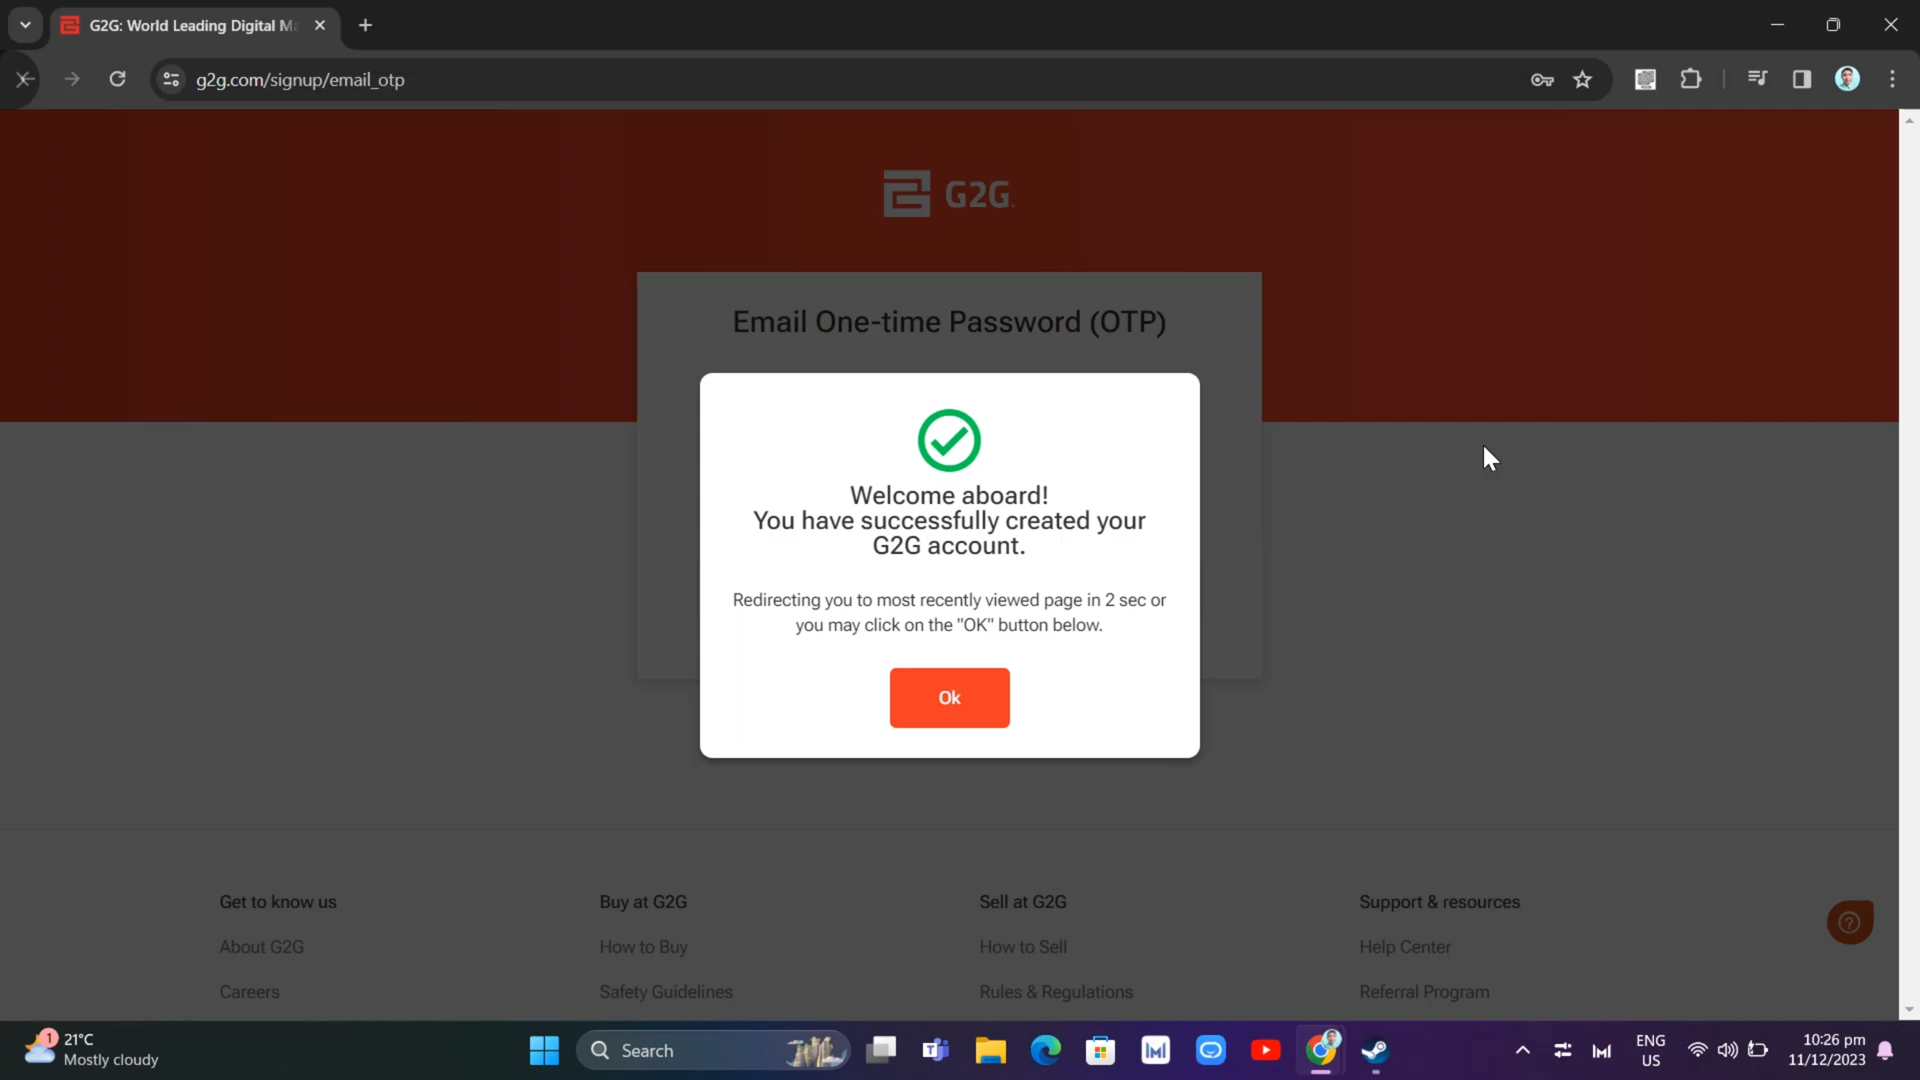 G2G: World Leading Digital Ma
g2g.com/signup/email_otp
G2G.
Email One-time Password (OTP)
Welcome aboard!
You have successfully created your
G2G account.
Redirecting you to most recently viewed page in 2 sec or
you may click on the "OK" button below.
Ok
Get to know us
Buy at G2G
Sell at G2G
Support & resources
About G2G
How to Buy
How to Sell
Help Center
Careers
Safety Guidelines
Rules & Regulations
Referral Program
1
21°C
Mostly cloudy
Search
ENG
US
10:26 pm
11/12/2023